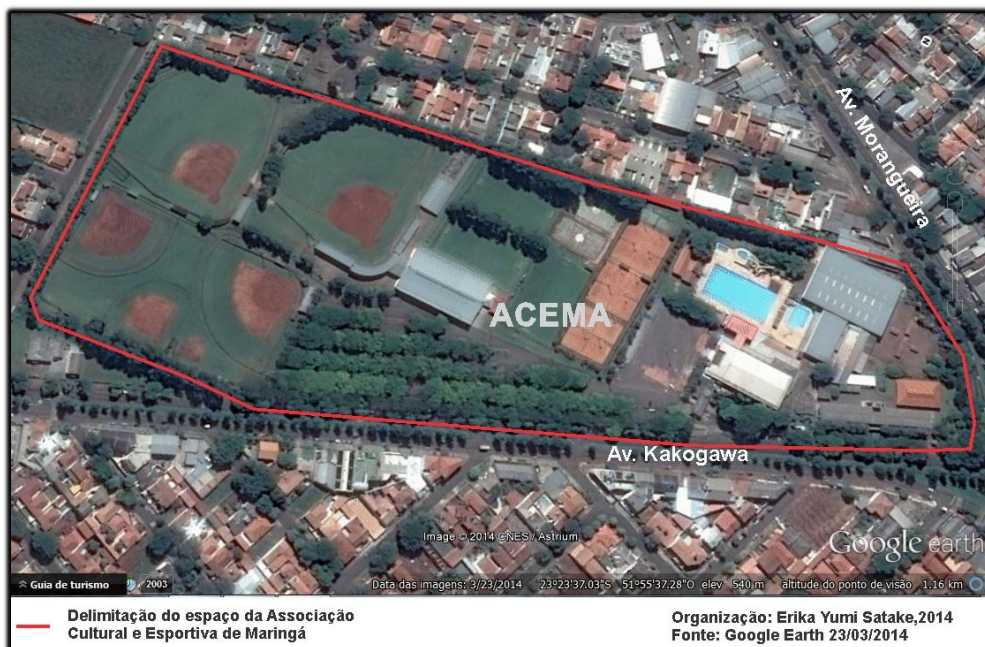 Av. Morangueira
ACEMA
Av. Kakogawa
Image © 2014 CNES / Astrium
Google earth
Guia de turismo
2003
Data das imagens: 3/23/2014 23°23'37.03"S 51°55'37.28"O elev 540 m altitude do ponto de visão 1.16 km
Delimitação do espaço da Associação
Cultural e Esportiva de Maringá
Organização: Erika Yumi Satake,2014
Fonte: Google Earth 23/03/2014